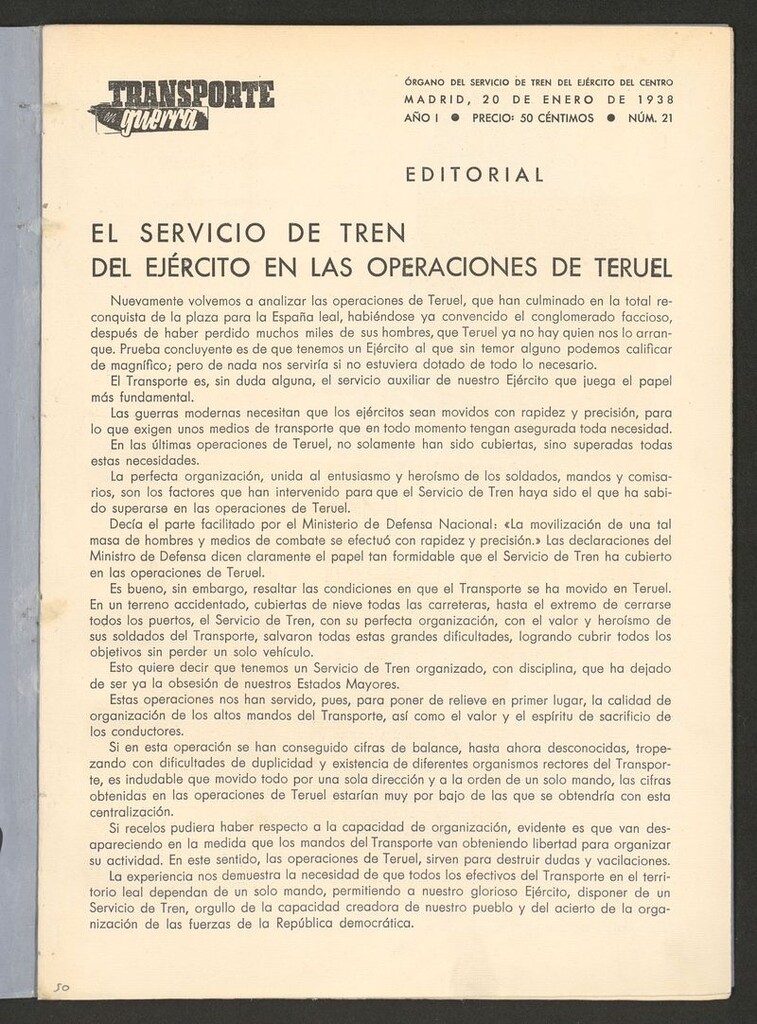 TRANSPORTE
en guerra
ÓRGANO DEL SERVICIO DE TREN DEL EJÉRCITO DEL CENTRO
MADRID, 20 DE ENERO DE 1938
AÑO I ● PRECIO: 50 CÉNTIMOS ● NÚM. 21
EDITORIAL
EL SERVICIO DE TREN
DEL EJÉRCITO EN LAS OPERACIONES DE TERUEL
Nuevamente volvemos a analizar las operaciones de Teruel, que han culminado en la total re-
conquista de la plaza para la España leal, habiéndose ya convencido el conglomerado faccioso,
después de haber perdido muchos miles de sus hombres, que Teruel ya no hay quien nos lo arran-
que. Prueba concluyente es de que tenemos un Ejército al que sin temor alguno podemos calificar
de magnífico; pero de nada nos serviría si no estuviera dotado de todo lo necesario.
El Transporte es, sin duda alguna, el servicio auxiliar de nuestro Ejército que juega el papel
más fundamental.
Las guerras modernas necesitan que los ejércitos sean movidos con rapidez y precisión, para
lo que exigen unos medios de transporte que en todo momento tengan asegurada toda necesidad.
En las últimas operaciones de Teruel, no solamente han sido cubiertas, sino superadas todas
estas necesidades.
La perfecta organización, unida al entusiasmo y heroísmo de los soldados, mandos y comisa-
rios, son los factores que han intervenido para que el Servicio de Tren haya sido el que ha sabi-
do superarse en las operaciones de Teruel.
Decía el parte facilitado por el Ministerio de Defensa Nacional: «La movilización de una tal
masa de hombres y medios de combate se efectuó con rapidez y precisión.» Las declaraciones del
Ministro de Defensa dicen claramente el papel tan formidable que el Servicio de Tren ha cubierto
en las operaciones de Teruel.
Es bueno, sin embargo, resaltar las condiciones en que el Transporte se ha movido en Teruel.
En un terreno accidentado, cubiertas de nieve todas las carreteras, hasta el extremo de cerrarse
todos los puertos, el Servicio de Tren, con su perfecta organización, con el valor y heroísmo de
sus soldados del Transporte, salvaron todas estas grandes dificultades, logrando cubrir todos los
objetivos sin perder un solo vehículo.
Esto quiere decir que tenemos un Servicio de Tren organizado, con disciplina, que ha dejado
de ser ya la obsesión de nuestros Estados Mayores.
Estas operaciones nos han servido, pues, para poner de relieve en primer lugar, la calidad de
organización de los altos mandos del Transporte, así como el valor y el espíritu de sacrificio de
los conductores.
Si en esta operación se han conseguido cifras de balance, hasta ahora desconocidas, trope-
zando con dificultades de duplicidad y existencia de diferentes organismos rectores del Transpor-
te, es indudable que movido todo por una sola dirección y a la orden de un solo mando, las cifras
obtenidas en las operaciones de Teruel estarían muy por bajo de las que se obtendría con esta
centralización.
Si recelos pudiera haber respecto a la capacidad de organización, evidente es que van des-
apareciendo en la medida que los mandos del Transporte van obteniendo libertad para organizar
su actividad. En este sentido, las operaciones de Teruel, sirven para destruir dudas y vacilaciones.
La experiencia nos demuestra la necesidad de que todos los efectivos del Transporte en el terri-
torio leal dependan de un solo mando, permitiendo a nuestro glorioso Ejército, disponer de un
Servicio de Tren, orgullo de la capacidad creadora de nuestro pueblo y del acierto de la orga-
nización de las fuerzas de la República democrática.
50